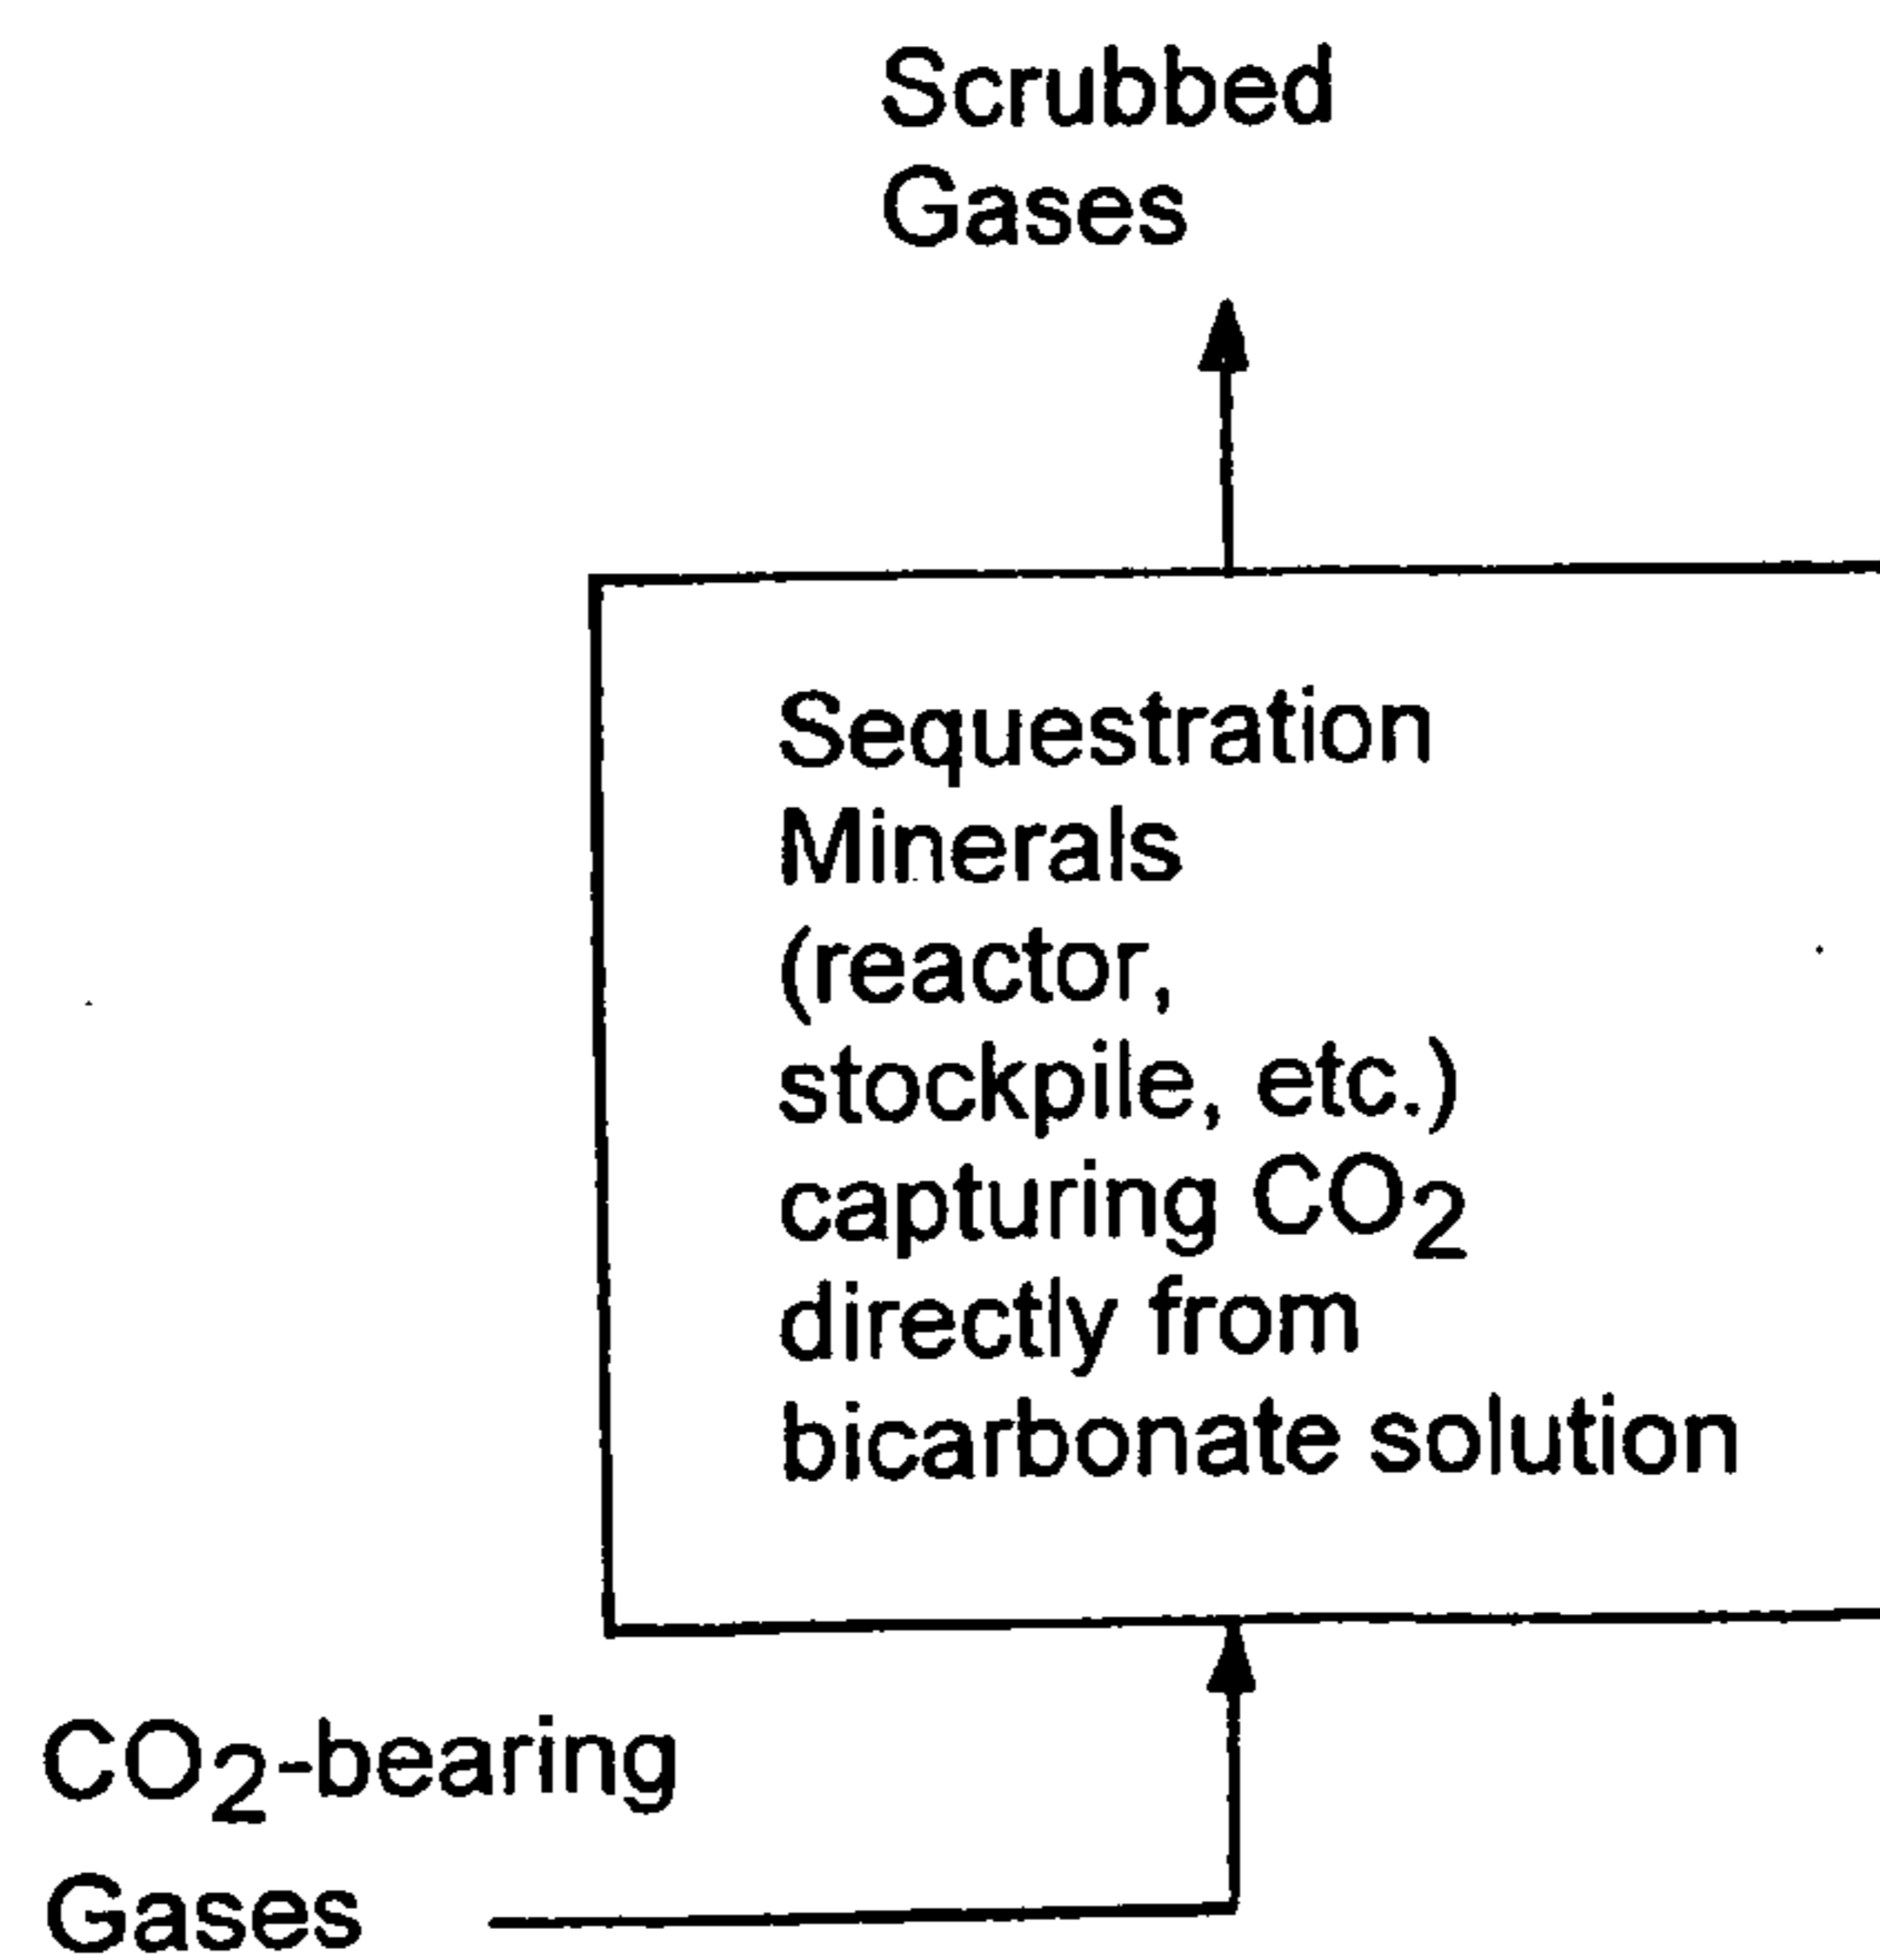 Scrubbed
Gases
Sequestration
Minerals
(reactor,
stockpile, etc.)
capturing CO2
directly from
bicarbonate solution
CO2-bearing
Gases